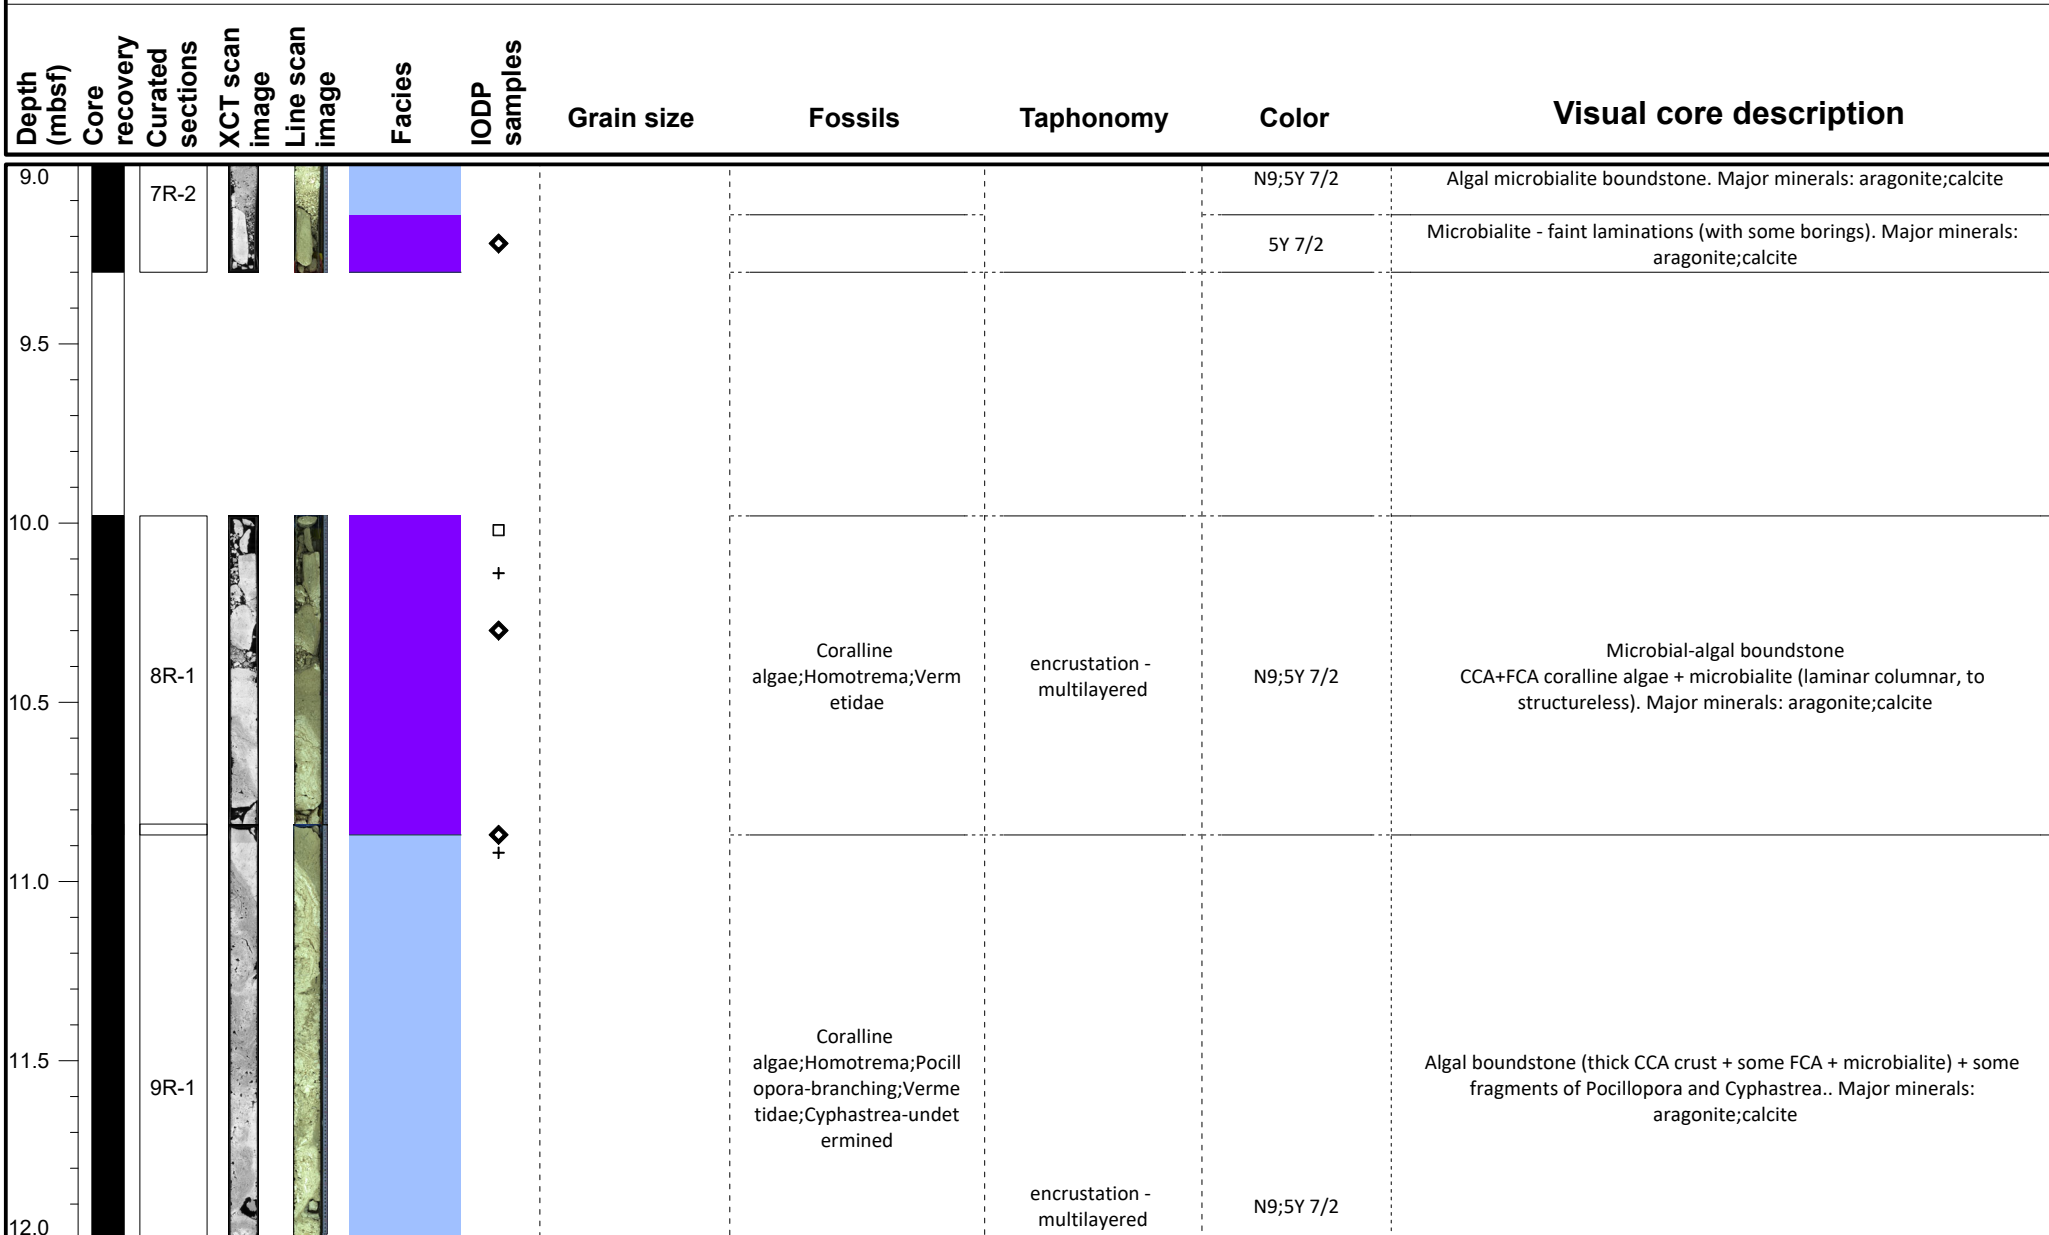 Depth
(mbsf)
Core
recovery
Curated
sections
XCT scan
image
Line scan
image
Facies
IODP
samples
Grain size
Fossils
Taphonomy
Color
Visual core description
9.0
7R-2
N9;5Y 7/2
Algal microbialite boundstone. Major minerals: aragonite;calcite
5Y 7/2
Microbialite - faint laminations (with some borings). Major minerals:
aragonite;calcite
9.5
10.0
8R-1
Coralline
algae;Homotrema;Verm
etidae
encrustation -
multilayered
N9;5Y 7/2
Microbial-algal boundstone
CCA+FCA coralline algae + microbialite (laminar columnar, to
structureless). Major minerals: aragonite;calcite
10.5
11.0
11.5
9R-1
Coralline
algae;Homotrema;Pocill
opora-branching;Verme
tidae;Cyphastrea-undet
ermined
Algal boundstone (thick CCA crust + some FCA + microbialite) + some
fragments of Pocillopora and Cyphastrea.. Major minerals:
aragonite;calcite
encrustation -
multilayered
N9;5Y 7/2
12.0